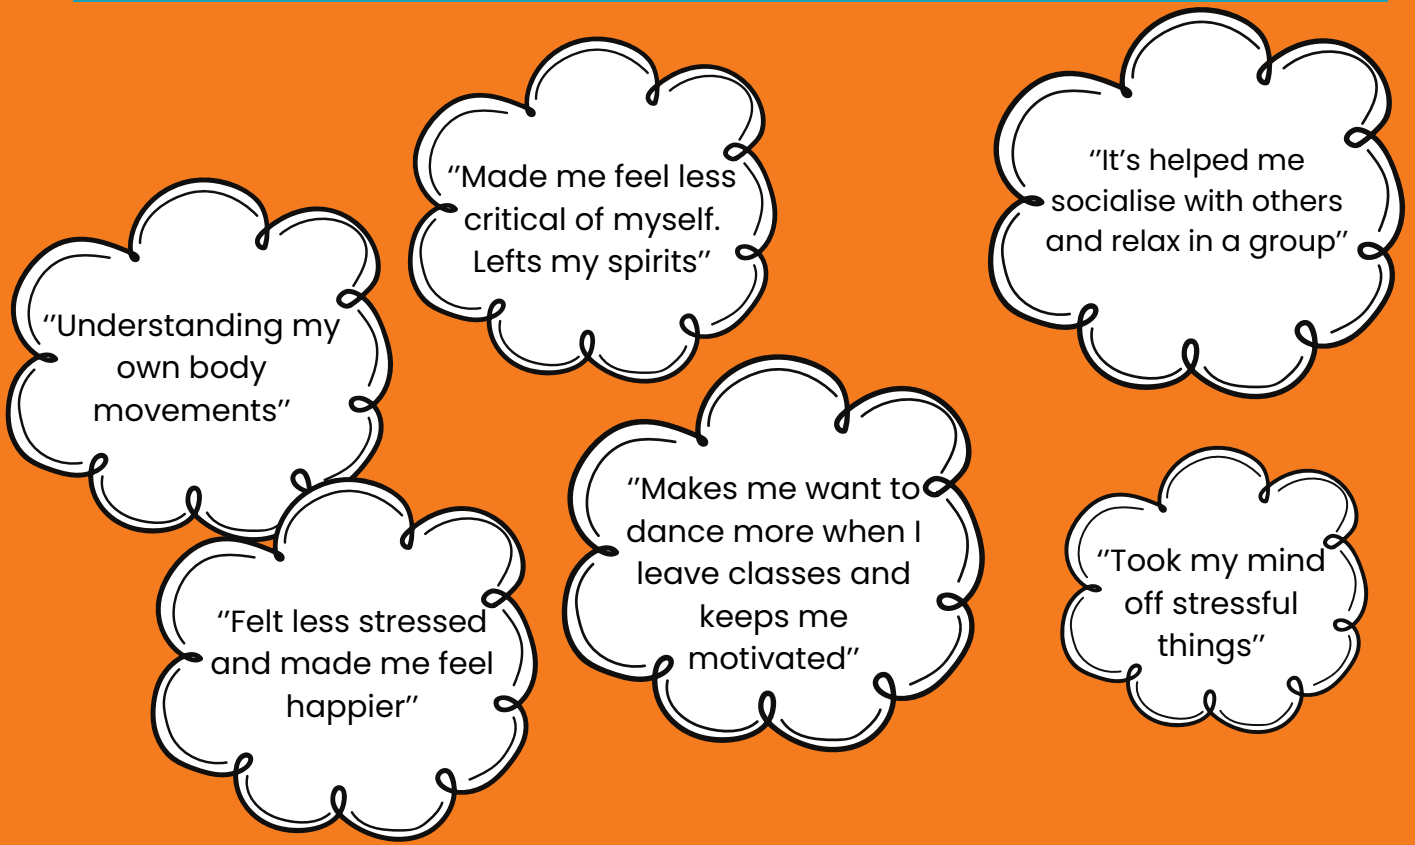 “Made me feel less
critical of myself.
Lefts my spirits”
“It’s helped me
socialise with others
and relax in a group”
“Understanding my
own body
movements”
“Makes me want to
dance more when I
leave classes and
keeps me
motivated”
“Took my mind
off stressful
things”
“Felt less stressed
and made me feel
happier”